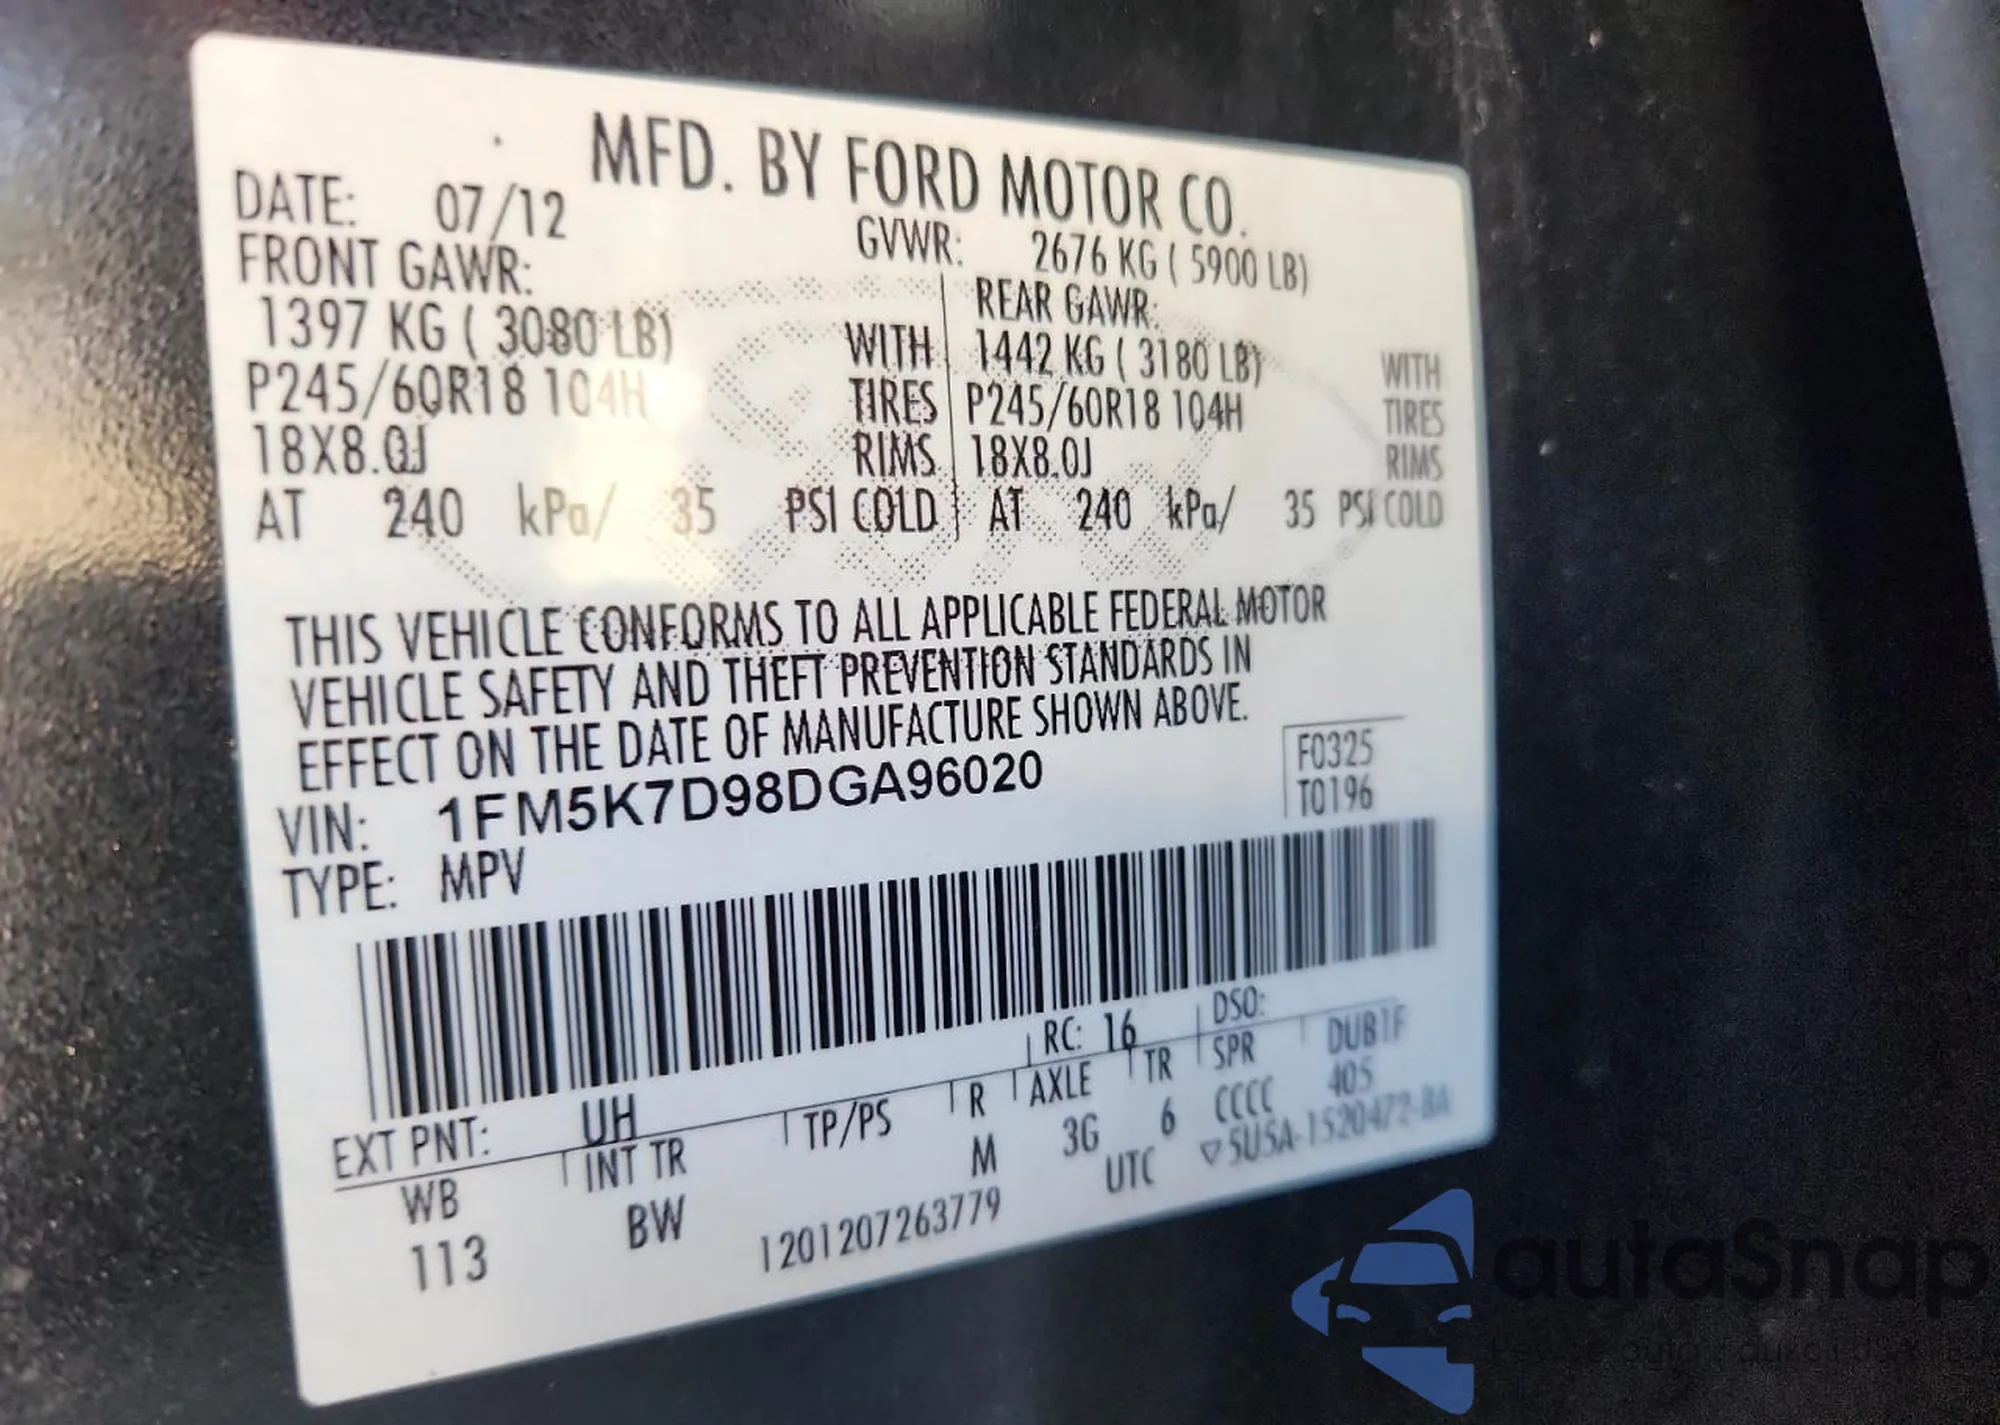 MFD. BY FORD MOTOR CO.
DATE: 07/12 GVWR: 2676 KG ( 5900 LB)
FRONT GAWR: REAR GAWR:
1397 KG ( 3080 LB) WITH 1442 KG ( 3180 LB) WITH
P245/60R18 104H TIRES P245/60R18 104H TIRES
18X8.0J RIMS 18X8.0J RIMS
AT 240 kPa/ 35 PSI COLD AT 240 kPa/ 35 PSI COLD
THIS VEHICLE CONFORMS TO ALL APPLICABLE FEDERAL MOTOR
VEHICLE SAFETY AND THEFT PREVENTION STANDARDS IN
EFFECT ON THE DATE OF MANUFACTURE SHOWN ABOVE.
VIN: 1FM5K7D98DGA96020
F0325
T0196
TYPE: MPV
EXT PNT: UH RC: 16 DSO:
WB INT TR TP/PS R AXLE TR SPR DUB1F
113 BW M 3G 6 CCCC 405
1201207263779 UTC ▽5U5A-1520472-BA
autaSnap